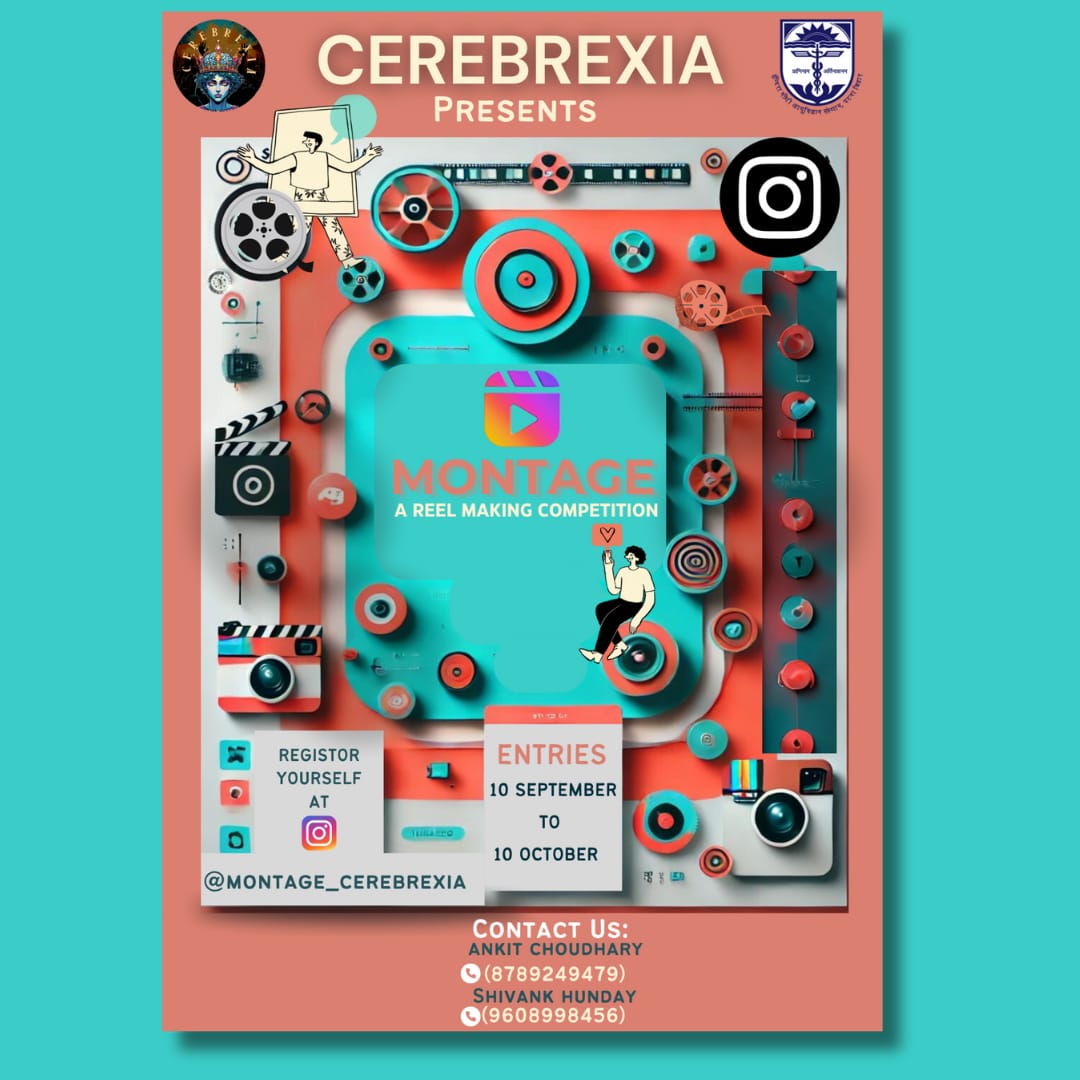 CEREBREXIA
CEREBREXIA
PRESENTS
MONTAGE
A REEL MAKING COMPETITION
REGISTOR
YOURSELF
AT
@MONTAGE_CEREBREXIA
ENTRIES
10 SEPTEMBER
TO
10 OCTOBER
CONTACT US:
ANKIT CHOUDHARY
(8789249479)
SHIVANK HUNDAY
(9608998456)